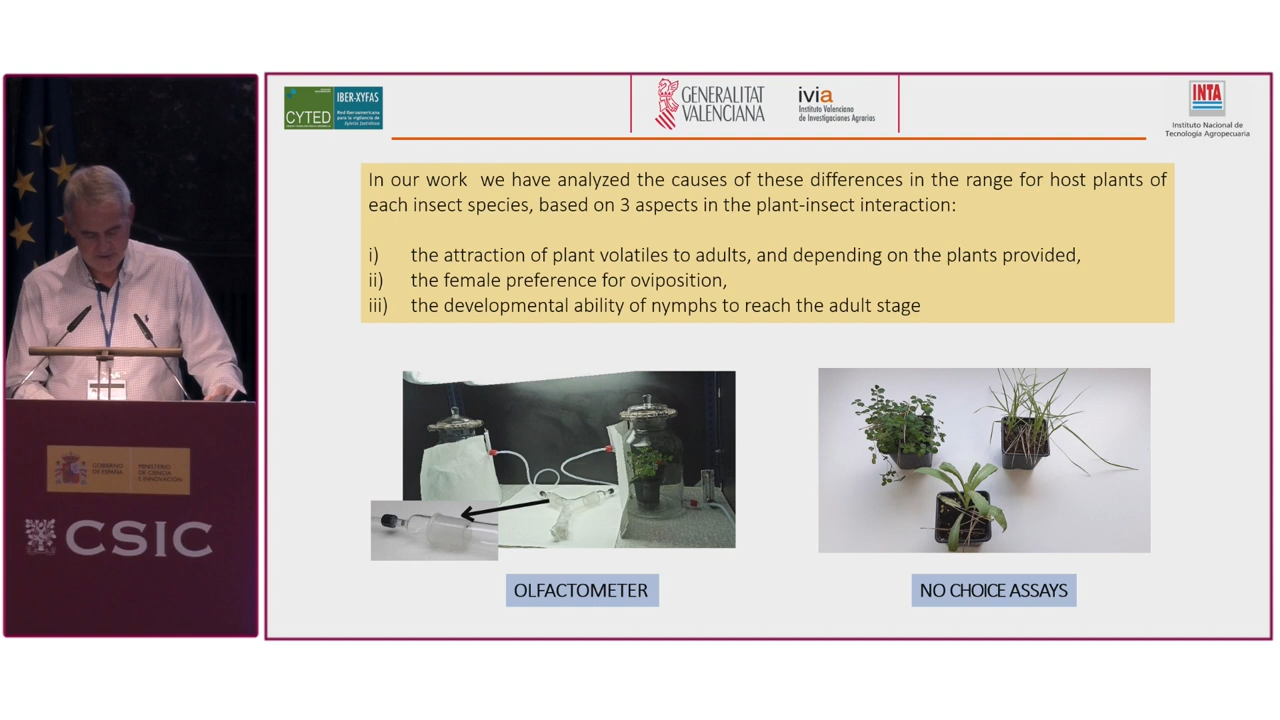 CYTED
IBER-XYFAS
Red Iberoamericana
para la vigilancia de
Xylella fastidiosa
GENERALITAT
VALENCIANA
ivia
Instituto Valenciano
de Investigaciones Agrarias
INTA
Instituto Nacional de
Tecnología Agropecuaria
In our work we have analyzed the causes of these differences in the range for host plants of
each insect species, based on 3 aspects in the plant-insect interaction:
i) the attraction of plant volatiles to adults, and depending on the plants provided,
ii) the female preference for oviposition,
iii) the developmental ability of nymphs to reach the adult stage
OLFACTOMETER
NO CHOICE ASSAYS
GOBIERNO
DE ESPAÑA
MINISTERIO
DE CIENCIA
E INNOVACIÓN
CSIC